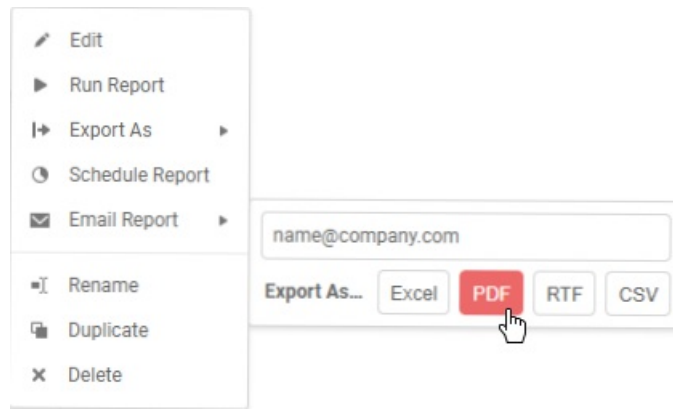 Edit
Run Report
Export As
Schedule Report
Email Report
name@company.com
Export As... Excel PDF RTF CSV
Rename
Duplicate
Delete